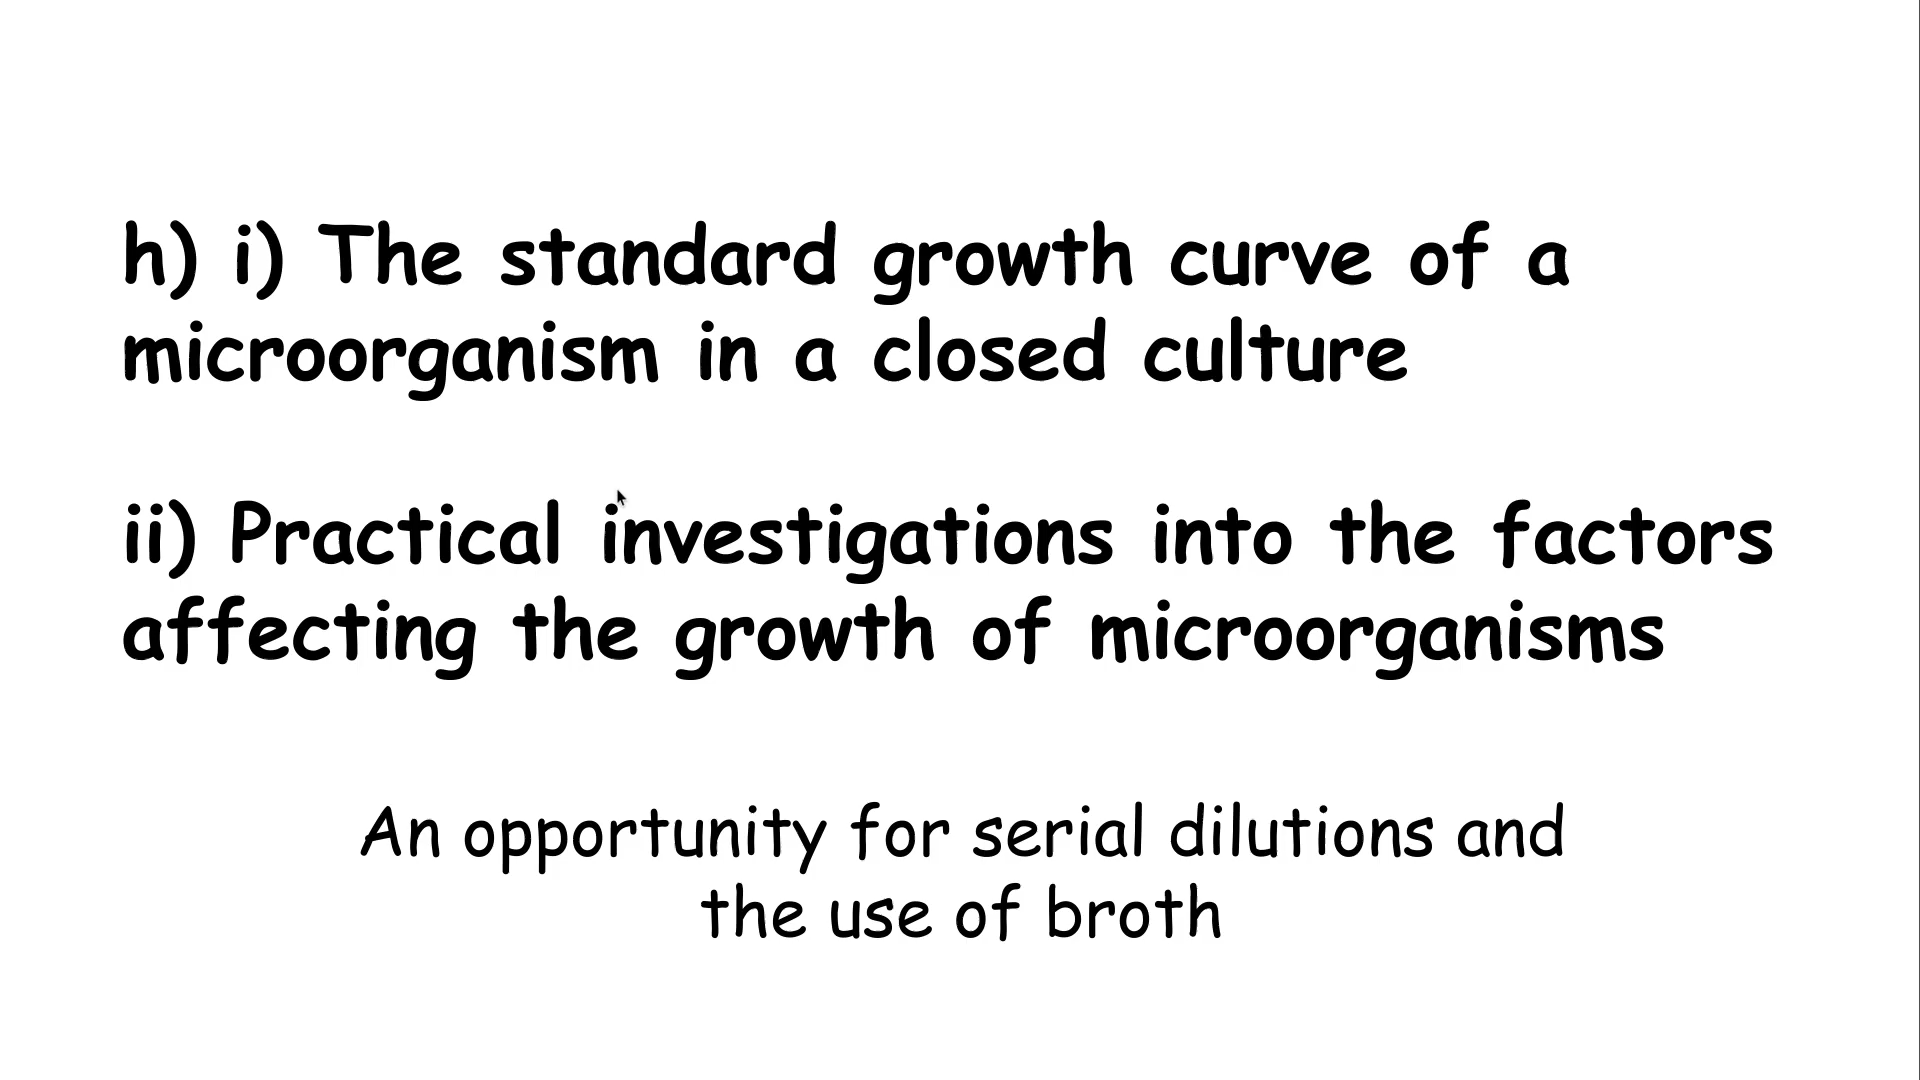 h) i) The standard growth curve of a
microorganism in a closed culture
ii) Practical investigations into the factors
affecting the growth of microorganisms
An opportunity for serial dilutions and
the use of broth